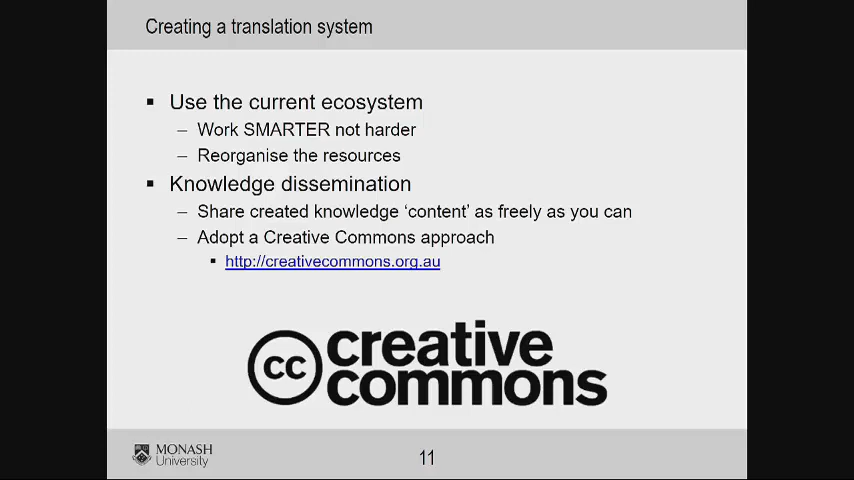 Creating a translation system
▪ Use the current ecosystem
– Work SMARTER not harder
– Reorganise the resources
▪ Knowledge dissemination
– Share created knowledge ‘content’ as freely as you can
– Adopt a Creative Commons approach
▪ http://creativecommons.org.au
cc creative
commons
MONASH
University
11